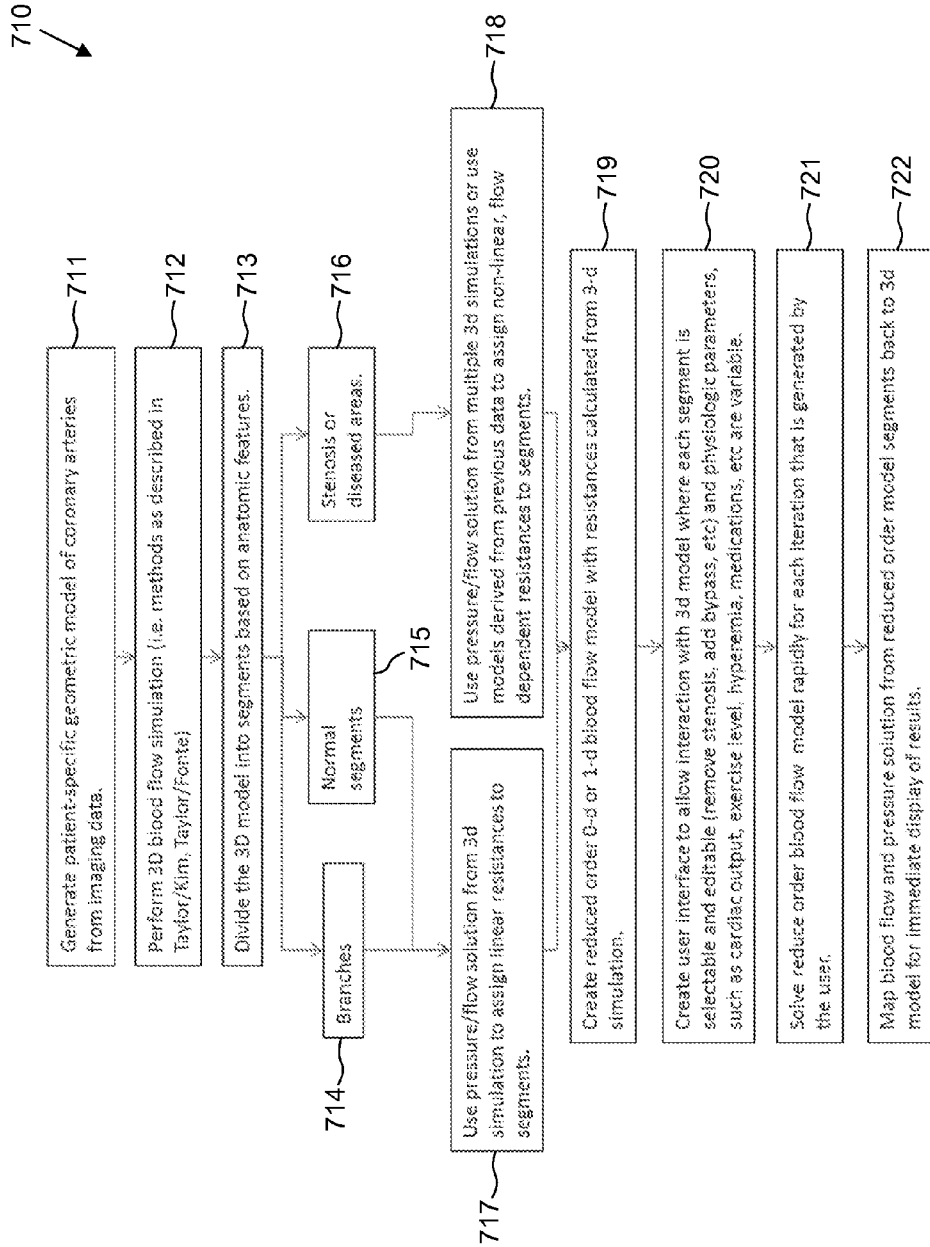 710
Generate patient-specific geometric model of coronary arteries
from imaging data.
711
Perform 3D blood flow simulation (i.e. methods as described in
Taylor/Kim, Taylor/Fonte)
712
Divide the 3D model into segments based on anatomic features.
713
Branches
714
Normal
segments
715
Stenosis or
diseased areas.
716
Use pressure/flow solution from 3d
simulation to assign linear resistances to
segments.
717
Use pressure/flow solution from multiple 3d simulations or use
models derived from previous data to assign non-linear, flow
dependent resistances to segments.
718
Create reduced order 0-d or 1-d blood flow model with resistances calculated from 3-d
simulation.
719
Create user interface to allow interaction with 3d model where each segment is
selectable and editable (remove stenosis, add bypass, etc) and physiologic parameters,
such as cardiac output, exercise level, hyperemia, medications, etc are variable.
720
Solve reduce order blood flow model rapidly for each iteration that is generated by
the user.
721
Map blood flow and pressure solution from reduced order model segments back to 3d
model for immediate display of results.
722